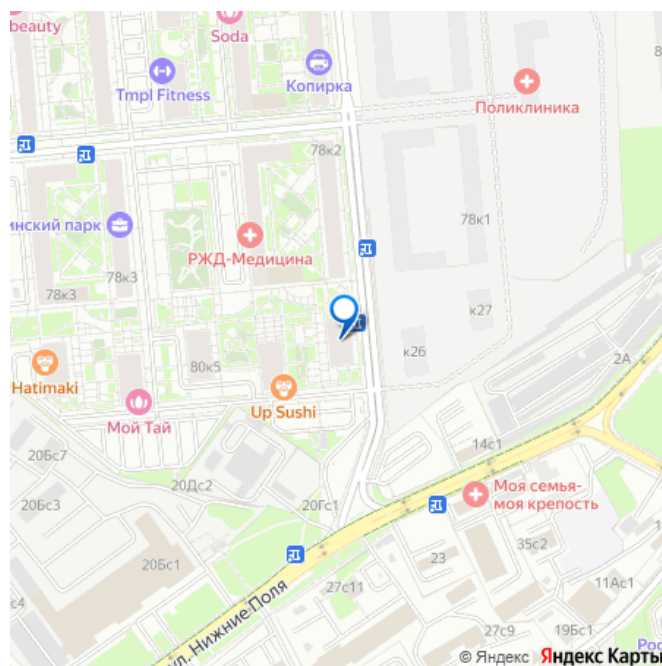 beauty
Soda
Tmpl Fitness
Копирка
Поликлиника
78к2
инский парк
РЖД-Медицина
78к1
78к3
78к3
к27
к26
80к5
2А
Hatimaki
Up Sushi
Мой Тай
14с1
20Бс7
20Дс2
20Бс3
20Гс1
Моя семья-
моя крепость
35с2
23
20Бс1
27с11
11Ас1
с4
ул. Нижние Поля
27с9
19Бс1
Рос
© Яндекс Яндекс Карты